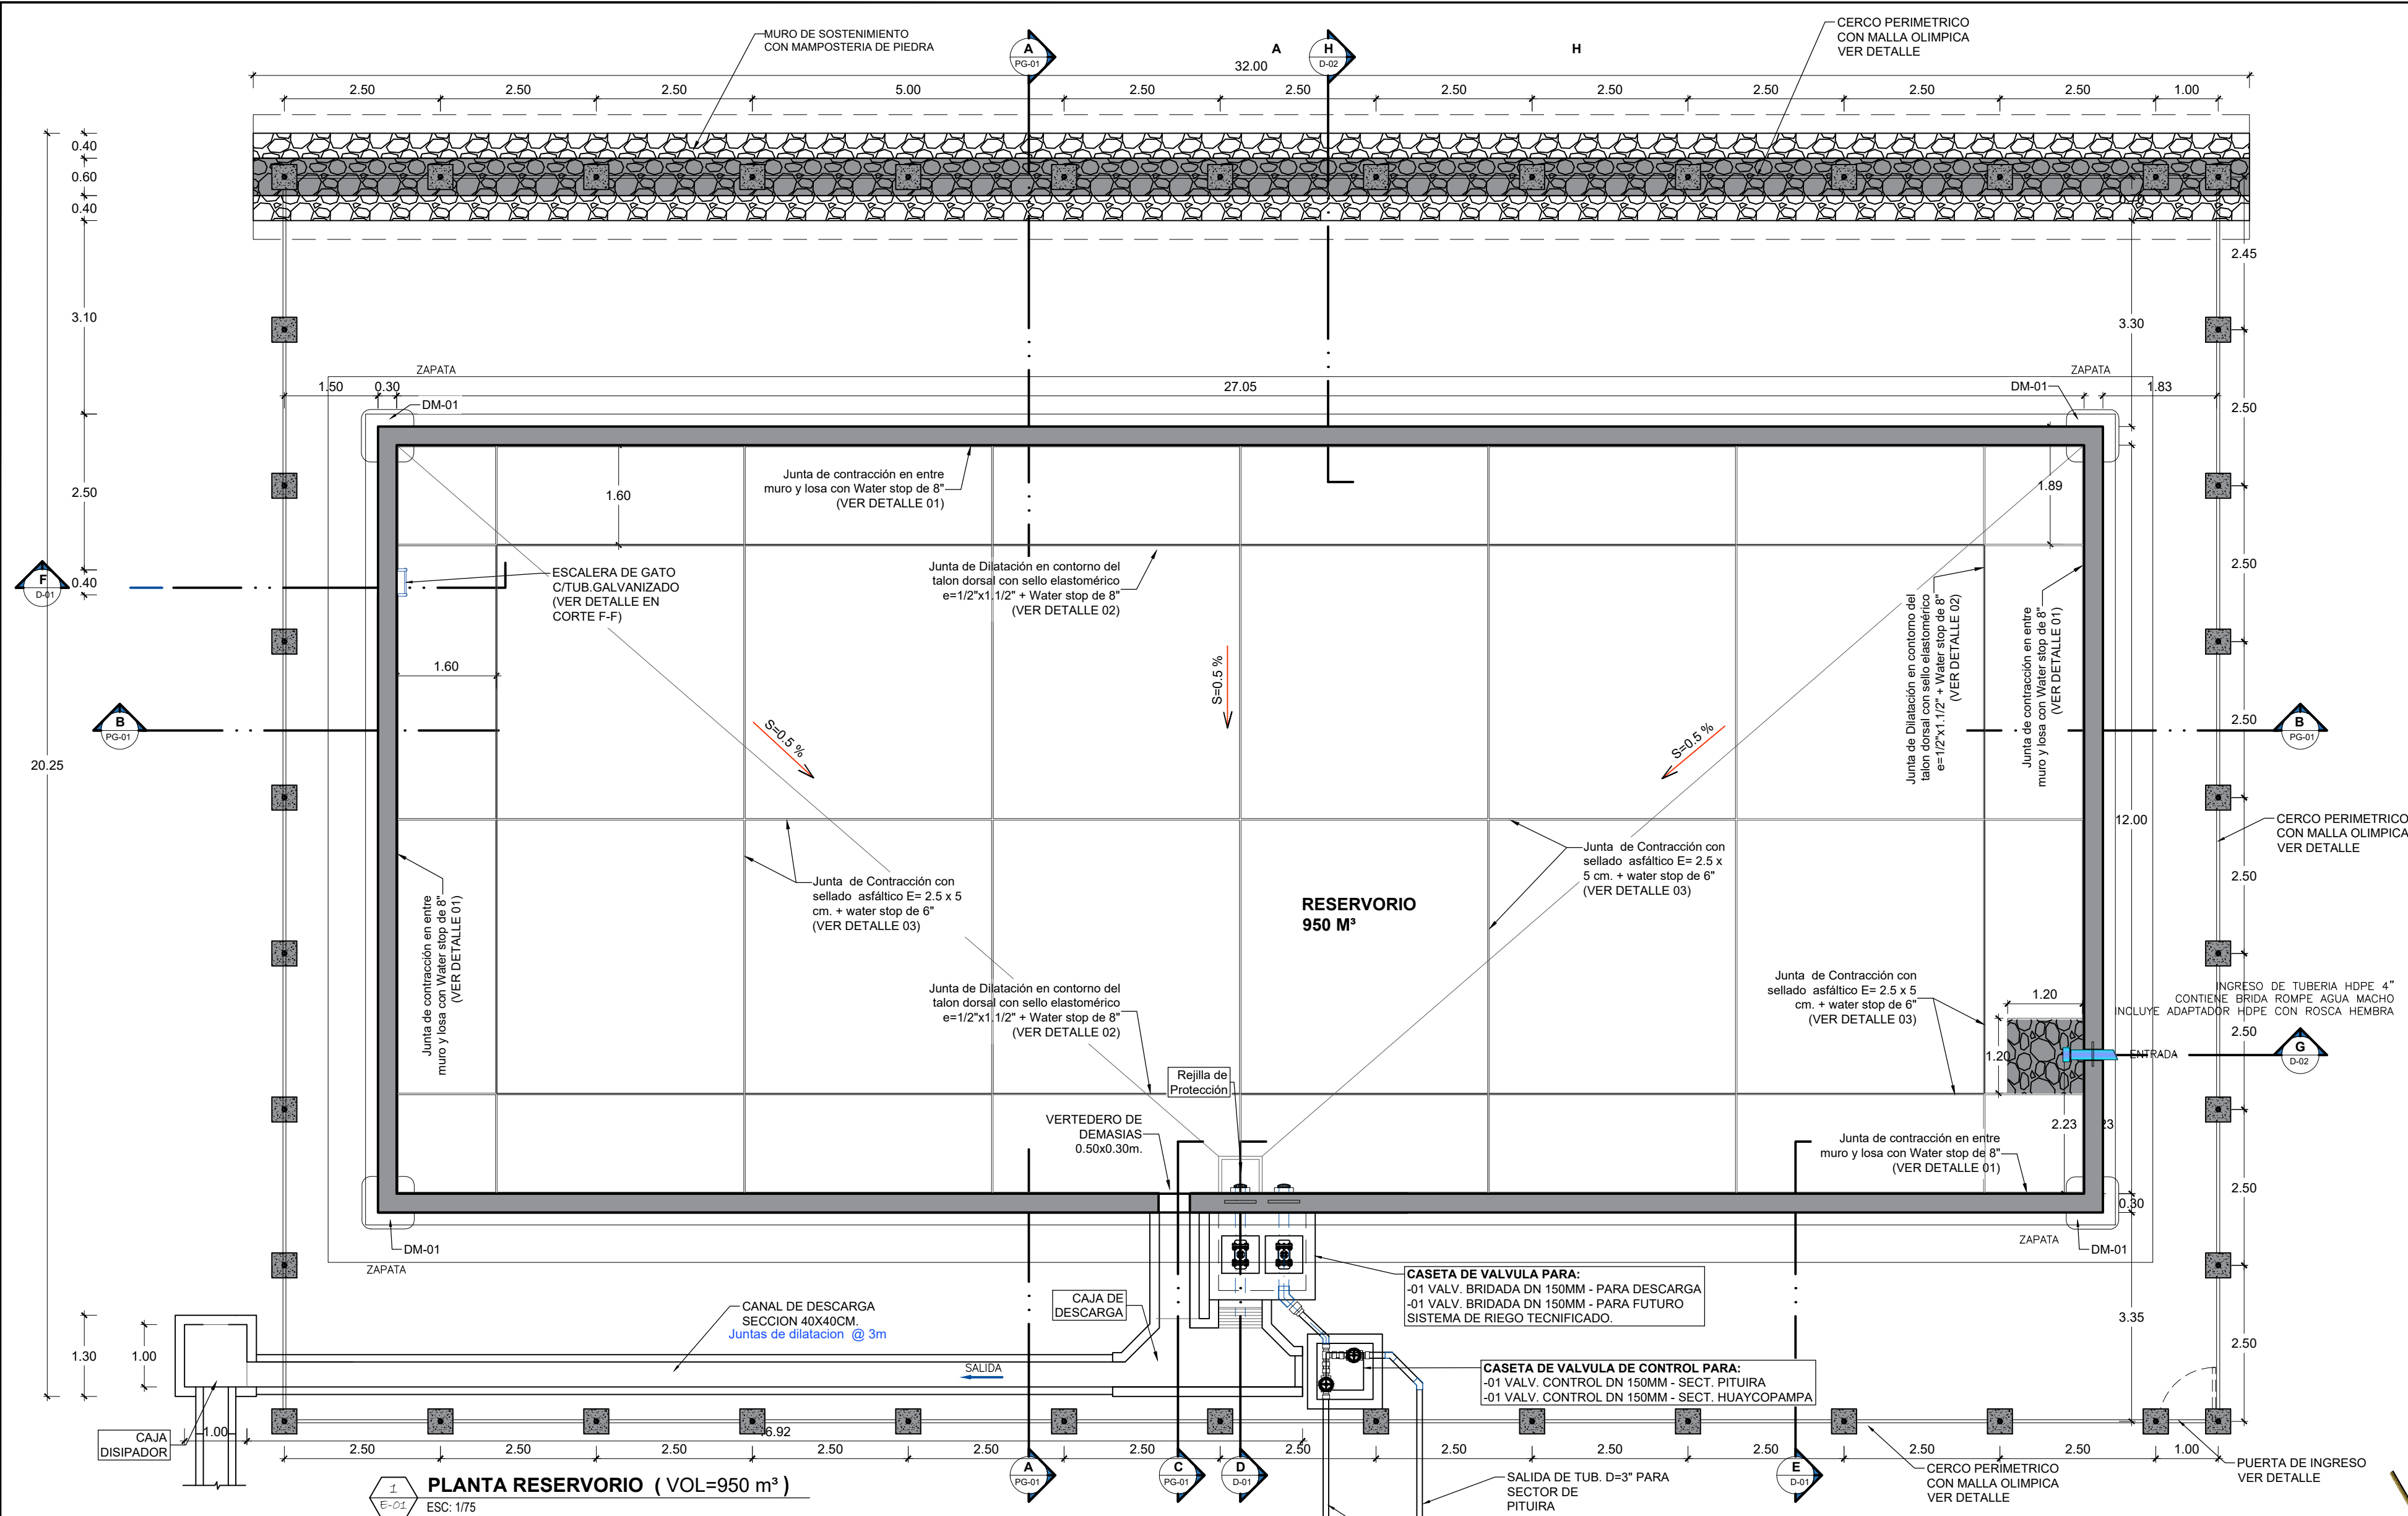 MURO DE SOSTENIMIENTO
CON MAMPOSTERIA DE PIEDRA
A
PG-01
A
H
D-02
H
CERCO PERIMETRICO
CON MALLA OLIMPICA
VER DETALLE
32.00
2.50
2.50
2.50
5.00
2.50
2.50
2.50
2.50
2.50
2.50
2.50
1.00
0.40
0.60
0.40
2.45
3.10
3.30
ZAPATA
ZAPATA
1.50
0.30
27.05
DM-01
1.83
DM-01
2.50
2.50
1.60
Junta de contracción en entre
muro y losa con Water stop de 8"
(VER DETALLE 01)
1.89
F
D-01
0.40
ESCALERA DE GATO
C/TUB.GALVANIZADO
(VER DETALLE EN
CORTE F-F)
Junta de Dilatación en contorno del
talon dorsal con sello elastomérico
e=1/2"x1.1/2" + Water stop de 8"
(VER DETALLE 02)
Junta de Dilatación en contorno del
talon dorsal con sello elastomérico
e=1/2"x1.1/2" + Water stop de 8"
(VER DETALLE 02)
Junta de contracción en entre
muro y losa con Water stop de 8"
(VER DETALLE 01)
2.50
1.60
S=0.5 %
S=0.5 %
S=0.5 %
B
PG-01
2.50
B
PG-01
20.25
12.00
CERCO PERIMETRICO
CON MALLA OLIMPICA
VER DETALLE
Junta de contracción en entre
muro y losa con Water stop de 8"
(VER DETALLE 01)
Junta de Contracción con
sellado asfáltico E= 2.5 x 5
cm. + water stop de 6"
(VER DETALLE 03)
Junta de Contracción con
sellado asfáltico E= 2.5 x
5 cm. + water stop de 6"
(VER DETALLE 03)
2.50
RESERVORIO
950 M³
Junta de Dilatación en contorno del
talon dorsal con sello elastomérico
e=1/2"x1.1/2" + Water stop de 8"
(VER DETALLE 02)
Junta de Contracción con
sellado asfáltico E= 2.5 x 5
cm. + water stop de 6"
(VER DETALLE 03)
1.20
INGRESO DE TUBERIA HDPE 4"
CONTIENE BRIDA ROMPE AGUA MACHO
INCLUYE ADAPTADOR HDPE CON ROSCA HEMBRA
2.50
1.20
ENTRADA
G
D-02
Rejilla de
Protección
VERTEDERO DE
DEMASIAS
0.50x0.30m.
2.23
23
Junta de contracción en entre
muro y losa con Water stop de 8"
(VER DETALLE 01)
2.50
0.30
DM-01
ZAPATA
ZAPATA
DM-01
CASETA DE VALVULA PARA:
-01 VALV. BRIDADA DN 150MM - PARA DESCARGA
-01 VALV. BRIDADA DN 150MM - PARA FUTURO
SISTEMA DE RIEGO TECNIFICADO.
CAJA DE
DESCARGA
CANAL DE DESCARGA
SECCION 40X40CM.
Juntas de dilatacion @ 3m
3.35
2.50
1.30
1.00
SALIDA
CASETA DE VALVULA DE CONTROL PARA:
-01 VALV. CONTROL DN 150MM - SECT. PITUIRA
-01 VALV. CONTROL DN 150MM - SECT. HUAYCOPAMPA
CAJA
DISIPADOR
1.00
6.92
2.50
2.50
2.50
2.50
2.50
2.50
2.50
2.50
2.50
2.50
2.50
2.50
1.00
A
PG-01
C
PG-01
D
D-01
E
D-01
PUERTA DE INGRESO
VER DETALLE
CERCO PERIMETRICO
CON MALLA OLIMPICA
VER DETALLE
SALIDA DE TUB. D=3" PARA
SECTOR DE
PITUIRA
1
E-01
PLANTA RESERVORIO ( VOL=950 m³ )
ESC: 1/75